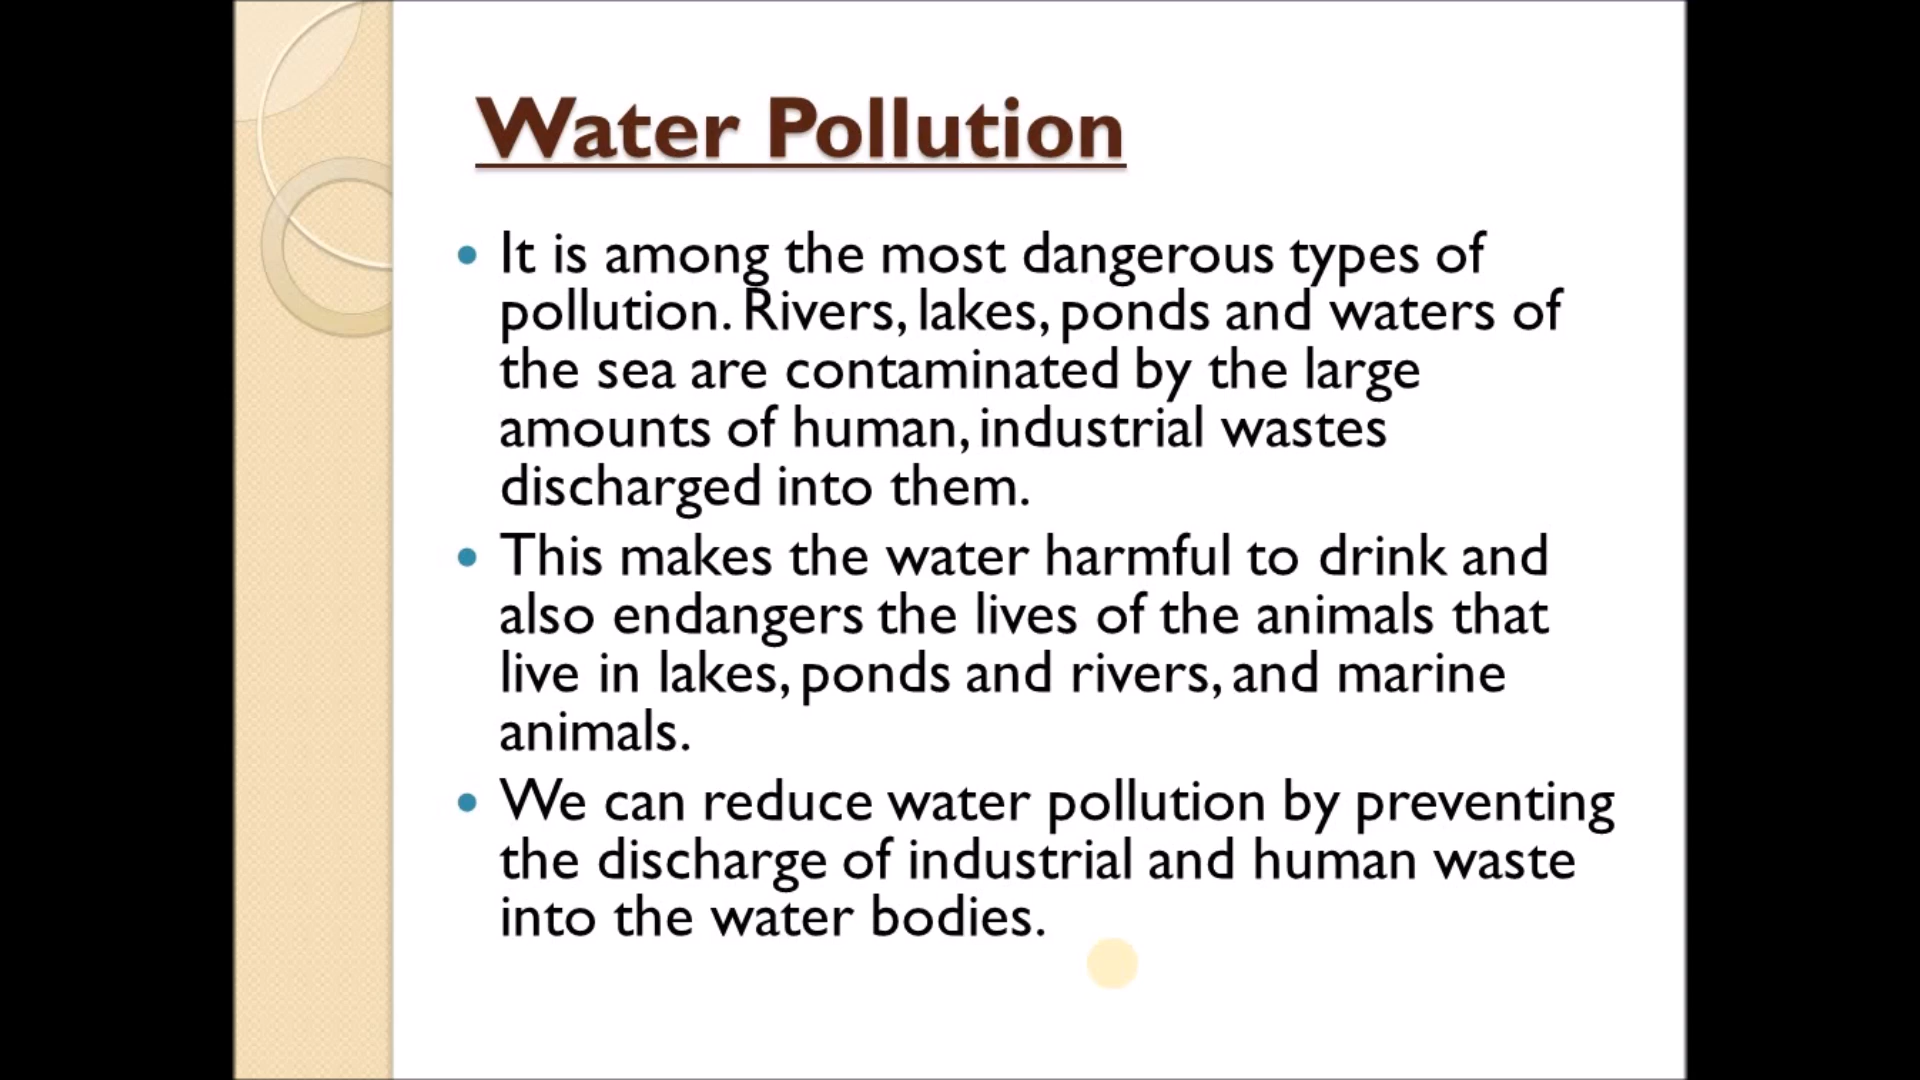 Water Pollution
• It is among the most dangerous types of
pollution. Rivers, lakes, ponds and waters of
the sea are contaminated by the large
amounts of human, industrial wastes
discharged into them.
• This makes the water harmful to drink and
also endangers the lives of the animals that
live in lakes, ponds and rivers, and marine
animals.
• We can reduce water pollution by preventing
the discharge of industrial and human waste
into the water bodies.